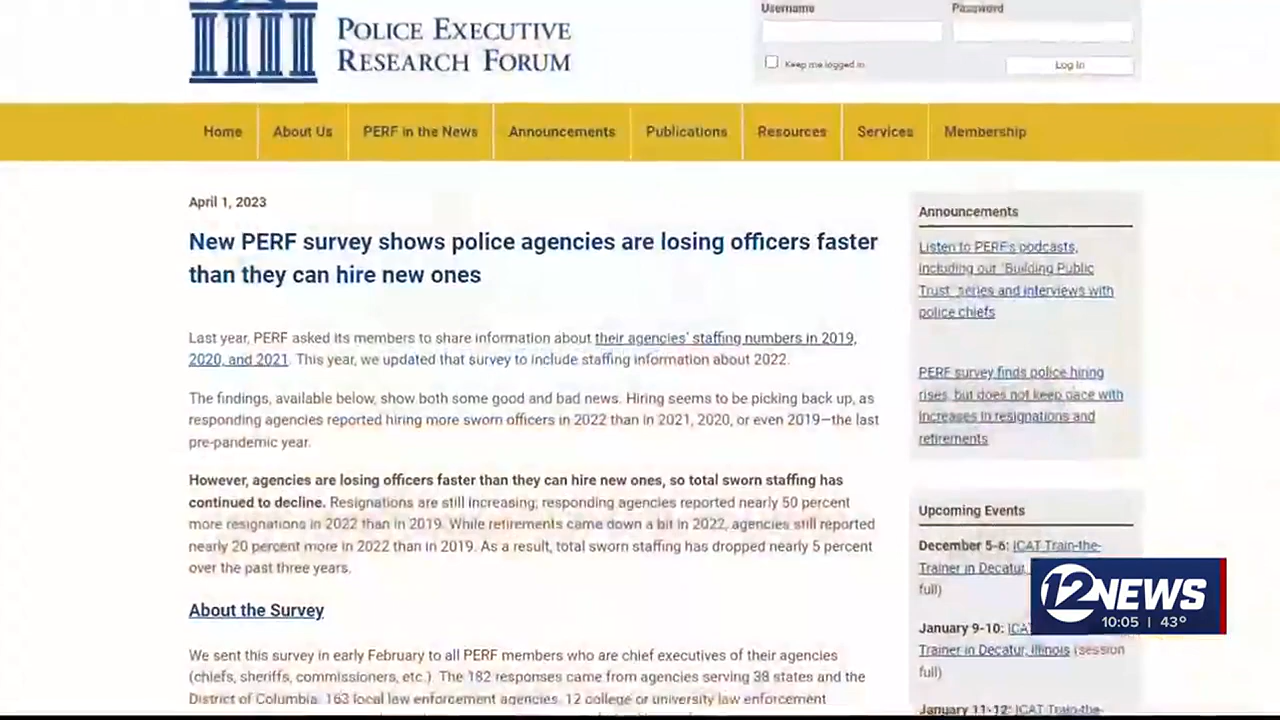 POLICE EXECUTIVE
RESEARCH FORUM
Username
Password
Keep me logged in
Log In
Home
About Us
PERF in the News
Announcements
Publications
Resources
Services
Membership
April 1, 2023
New PERF survey shows police agencies are losing officers faster
than they can hire new ones
Last year, PERF asked its members to share information about their agencies' staffing numbers in 2019,
2020, and 2021. This year, we updated that survey to include staffing information about 2022.
The findings, available below, show both some good and bad news. Hiring seems to be picking back up, as
responding agencies reported hiring more sworn officers in 2022 than in 2021, 2020, or even 2019—the last
pre-pandemic year.
However, agencies are losing officers faster than they can hire new ones, so total sworn staffing has
continued to decline. Resignations are still increasing; responding agencies reported nearly 50 percent
more resignations in 2022 than in 2019. While retirements came down a bit in 2022, agencies still reported
nearly 20 percent more in 2022 than in 2019. As a result, total sworn staffing has dropped nearly 5 percent
over the past three years.
About the Survey
We sent this survey in early February to all PERF members who are chief executives of their agencies
(chiefs, sheriffs, commissioners, etc.). The 182 responses came from agencies serving 38 states and the
District of Columbia. 163 local law enforcement agencies, 12 college or university law enforcement
Announcements
Listen to PERF's podcasts,
including our "Building Public
Trust" series and interviews with
police chiefs
PERF survey finds police hiring
rises, but does not keep pace with
increases in resignations and
retirements
Upcoming Events
December 5-6: ICAT Train-the-
Trainer in Decatur,
full)
January 9-10: ICAT
Trainer in Decatur, Illinois (session
full)
January 11-12: ICAT Train-the-
12NEWS
10:05 | 43°